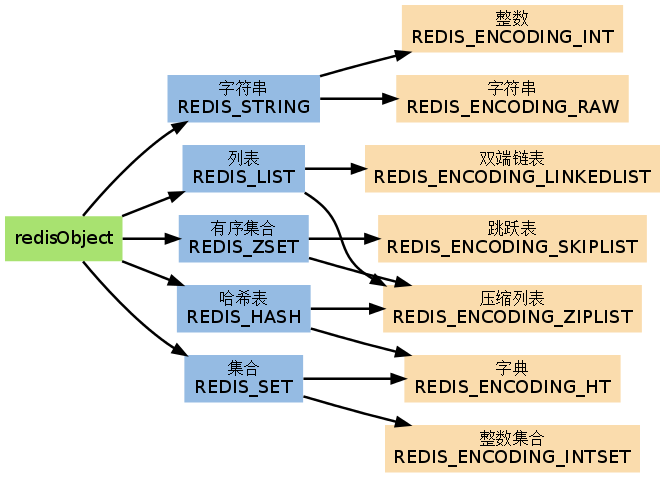 整数
REDIS_ENCODING_INT
字符串
REDIS_STRING
字符串
REDIS_ENCODING_RAW
列表
REDIS_LIST
双端链表
REDIS_ENCODING_LINKEDLIST
redisObject
有序集合
REDIS_ZSET
跳跃表
REDIS_ENCODING_SKIPLIST
哈希表
REDIS_HASH
压缩列表
REDIS_ENCODING_ZIPLIST
集合
REDIS_SET
字典
REDIS_ENCODING_HT
整数集合
REDIS_ENCODING_INTSET